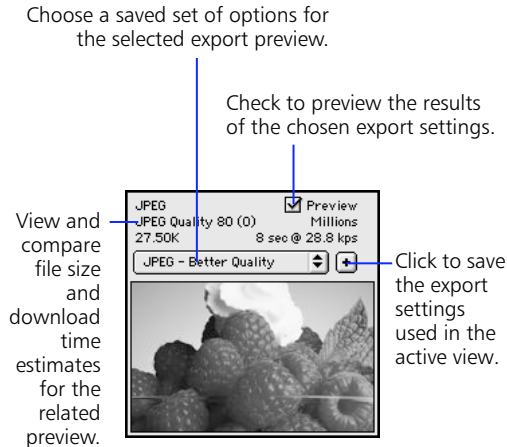 Choose a saved set of options for
the selected export preview.
Check to preview the results
of the chosen export settings.
View and
compare
file size
and
download
time
estimates
for the
related
preview.
JPEG
Preview
JPEG Quality 80 (0)
Millions
27.50K
8 sec @ 28.8 kps
JPEG - Better Quality
Click to save
the export
settings
used in the
active view.